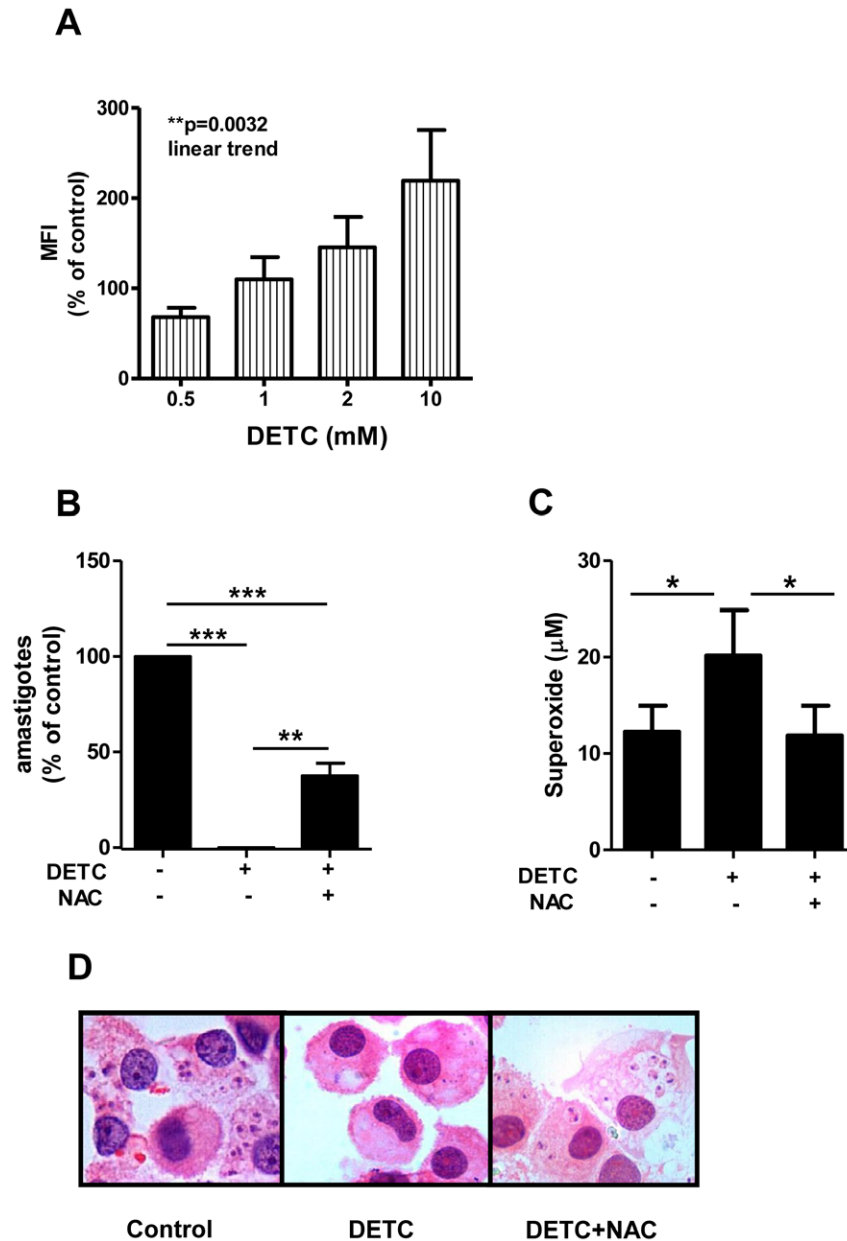 A
300
200
100
0
MFI
(% of control)
**p=0.0032
linear trend
0.5 1 2 10
DETC (mM)
B
150
100
50
0
amastigotes
(% of control)
***
***
**
DETC - + +
NAC - - +
C
30
20
10
0
Superoxide (μM)
* *
DETC - + +
NAC - - +
D
Control DETC DETC+NAC